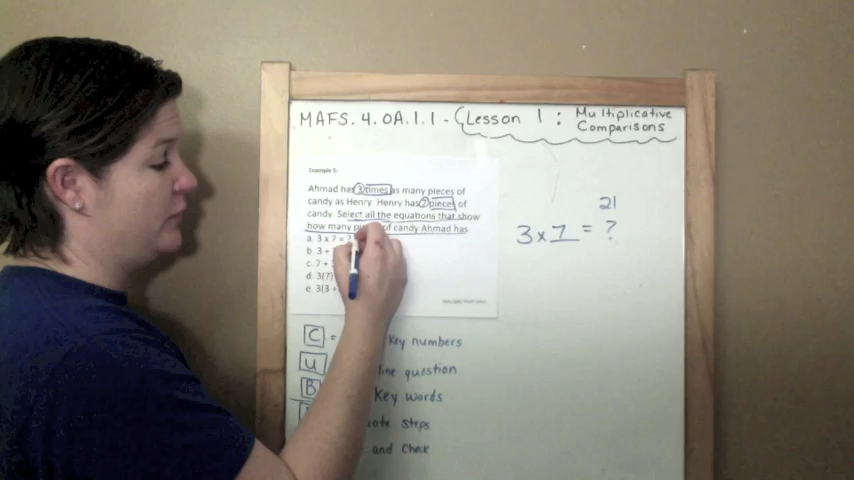 MAFS.4.OA.1.1 - Lesson 1: Multiplicative
Comparisons
Example 5:
Ahmad has 3 times as many pieces of
candy as Henry. Henry has 7 pieces of
candy. Select all the equations that show
how many pieces of candy Ahmad has.
a. 3 x 7 = ?
b. 3 +
c. 7 +
d. 3(7)
e. 3(3 +
21
3 x 7 = ?
C = Key numbers
U question
B Key words
steps
and check